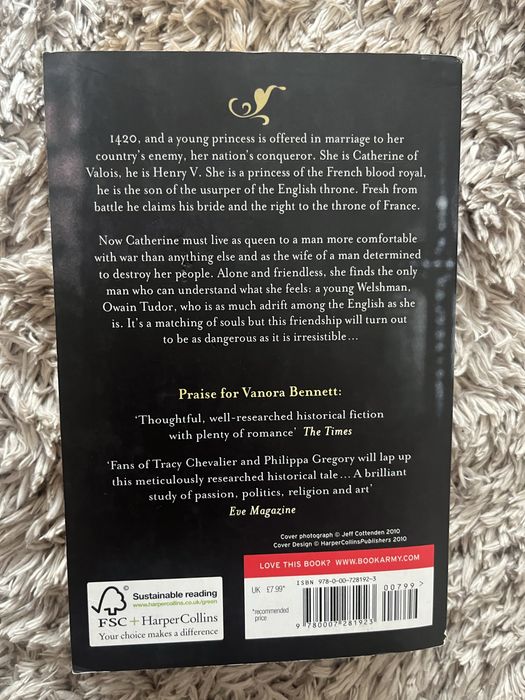 1420, and a young princess is offered in marriage to her
country's enemy, her nation's conqueror. She is Catherine of
Valois, he is Henry V. She is a princess of the French blood royal,
he is the son of the usurper of the English throne. Fresh from
battle he claims his bride and the right to the throne of France.
Now Catherine must live as queen to a man more comfortable
with war than anything else and as the wife of a man determined
to destroy her people. Alone and friendless, she finds the only
man who can understand what she feels: a young Welshman,
Owain Tudor, who is as much adrift among the English as she
is. It's a matching of souls but this friendship will turn out
to be as dangerous as it is irresistible…
Praise for Vanora Bennett:
'Thoughtful, well-researched historical fiction
with plenty of romance' The Times
'Fans of Tracy Chevalier and Philippa Gregory will lap up
this meticulously researched historical tale… A brilliant
study of passion, politics, religion and art'
Eve Magazine
Cover photograph © Jeff Cottenden 2010
Cover Design © HarperCollinsPublishers 2010
LOVE THIS BOOK? WWW.BOOKARMY.COM
ISBN 978-0-00-728192-3
UK £7.99*
00799>
*recommended
price
9 780007 281923
Sustainable reading
www.harpercollins.co.uk/green
FSC + HarperCollins
Your choice makes a difference